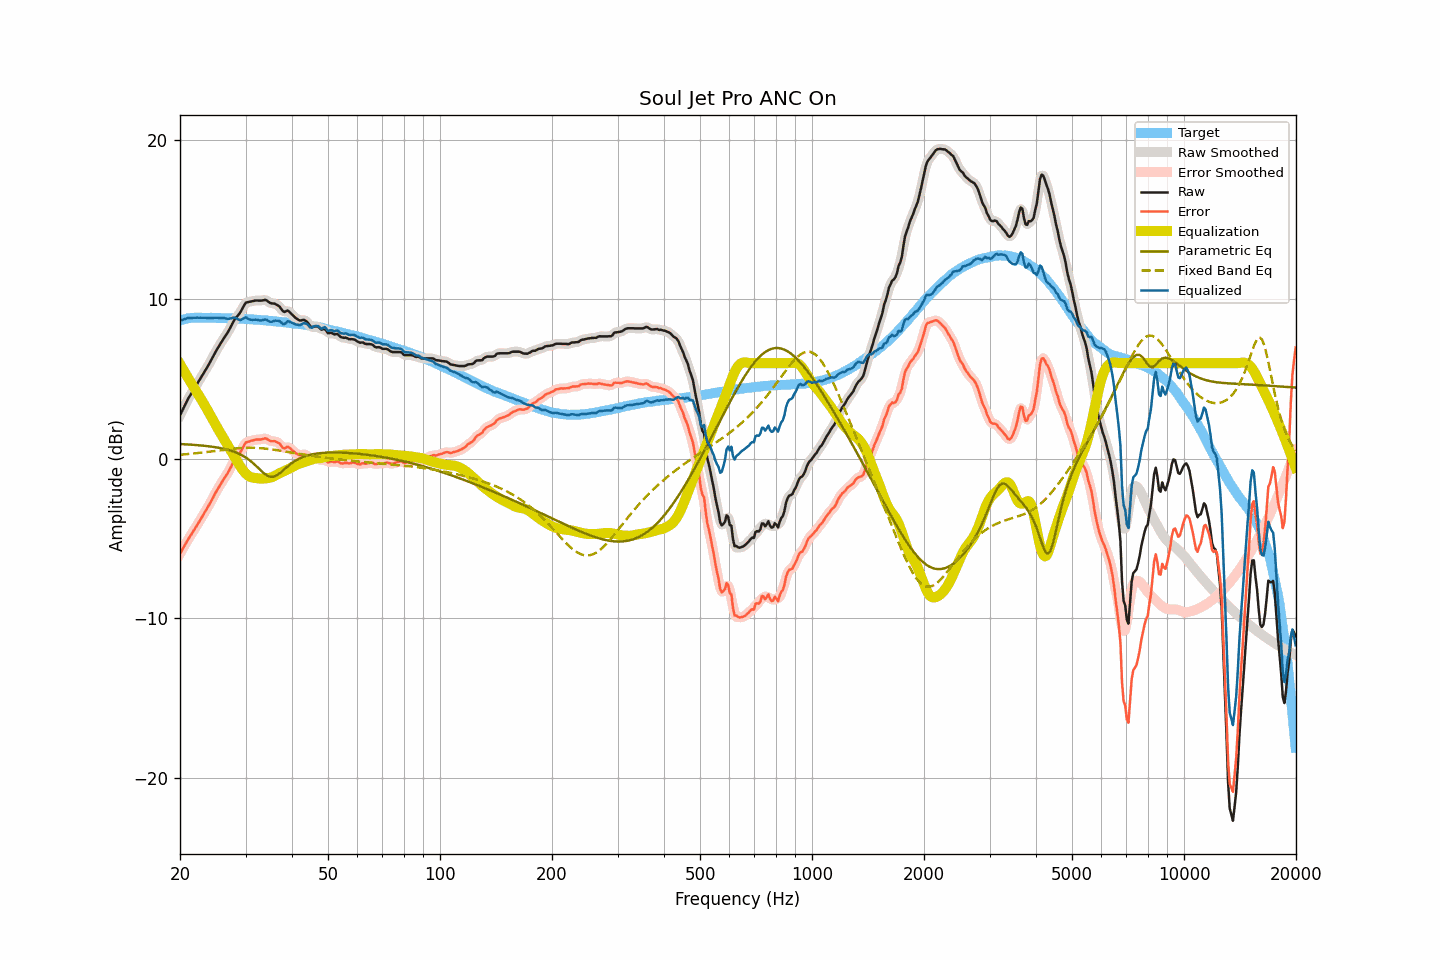 Soul Jet Pro ANC On
Amplitude (dBr)
20
10
0
−10
−20
Target
Raw Smoothed
Error Smoothed
Raw
Error
Equalization
Parametric Eq
Fixed Band Eq
Equalized
20 50 100 200 500 1000 2000 5000 10000 20000
Frequency (Hz)